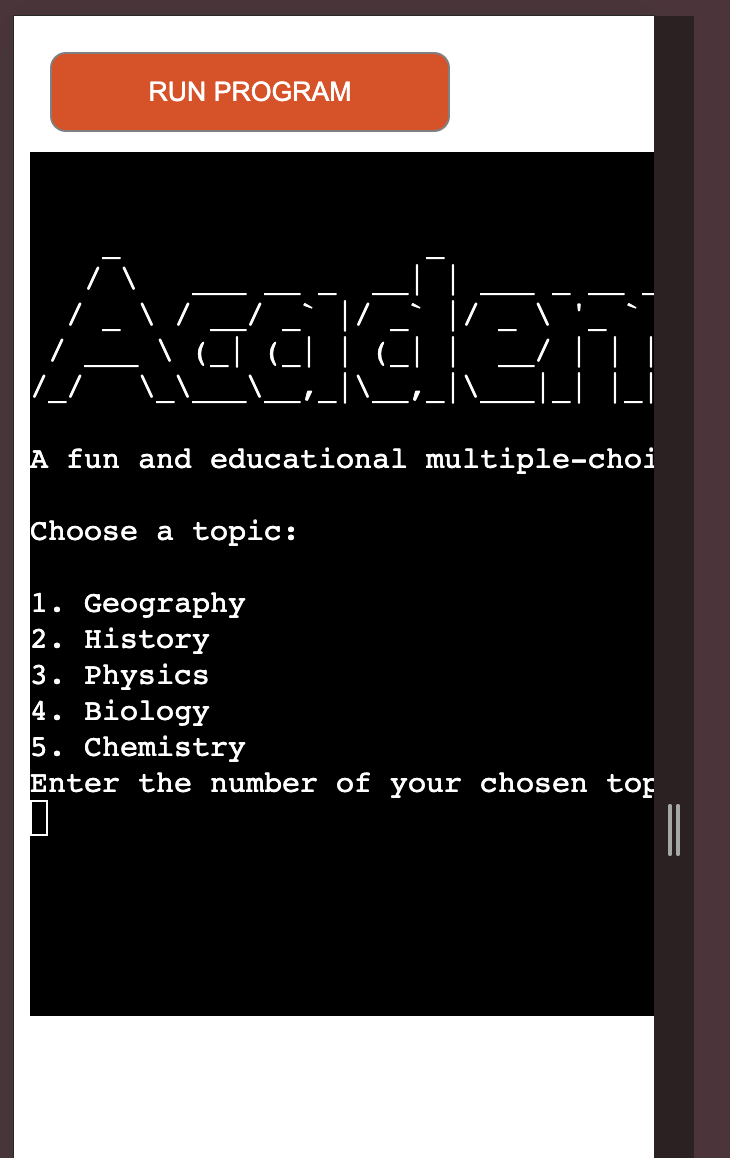 RUN PROGRAM
Academ
A fun and educational multiple-choi
Choose a topic:
1. Geography
2. History
3. Physics
4. Biology
5. Chemistry
Enter the number of your chosen top